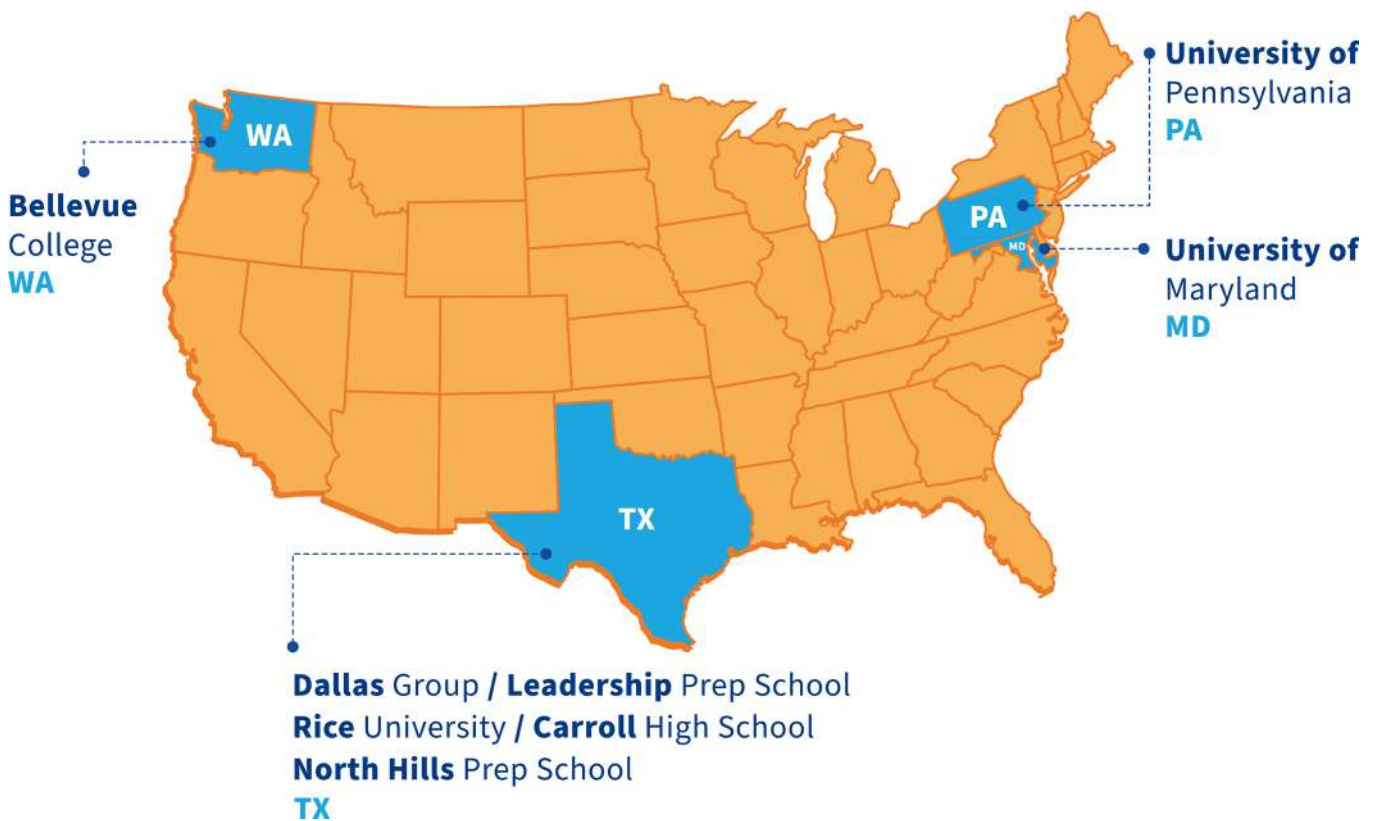 University of
Pennsylvania
PA
WA
Bellevue
College
WA
PA
MD
University of
Maryland
MD
TX
Dallas Group / Leadership Prep School
Rice University / Carroll High School
North Hills Prep School
TX